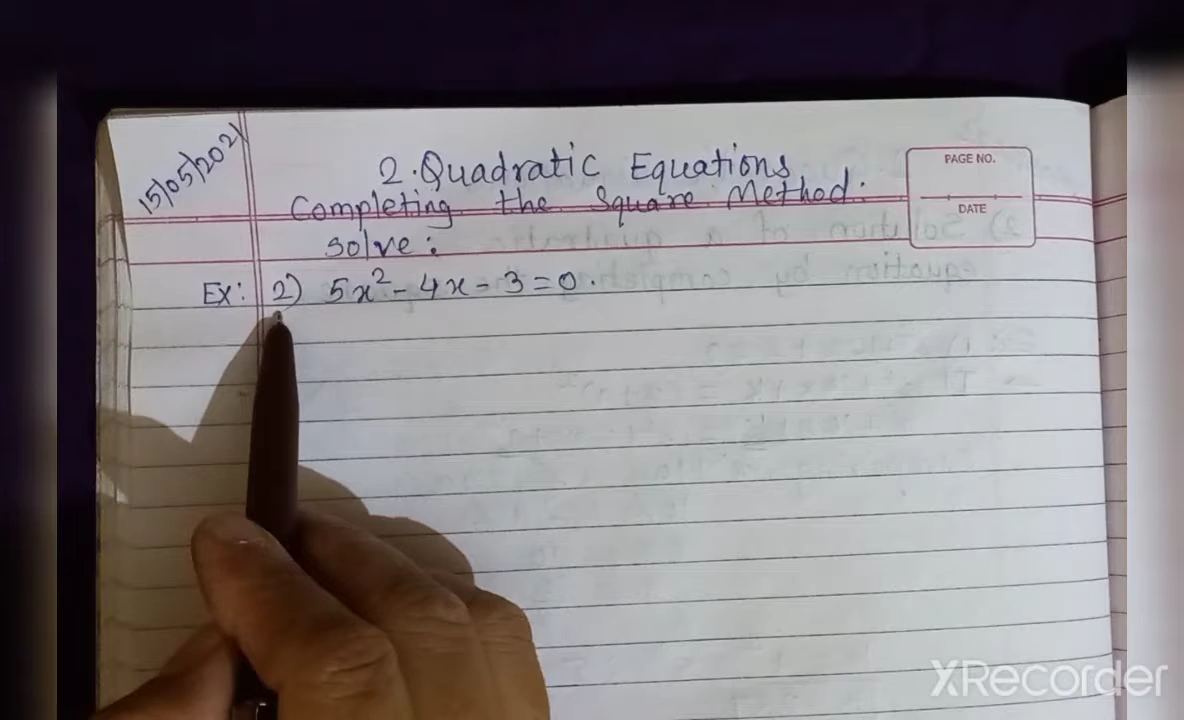 15/05/2021
2. Quadratic Equations
Completing the Square Method.
PAGE NO.
DATE
Solve:
Ex: 2) 5x² - 4x - 3 = 0.
XRecorder